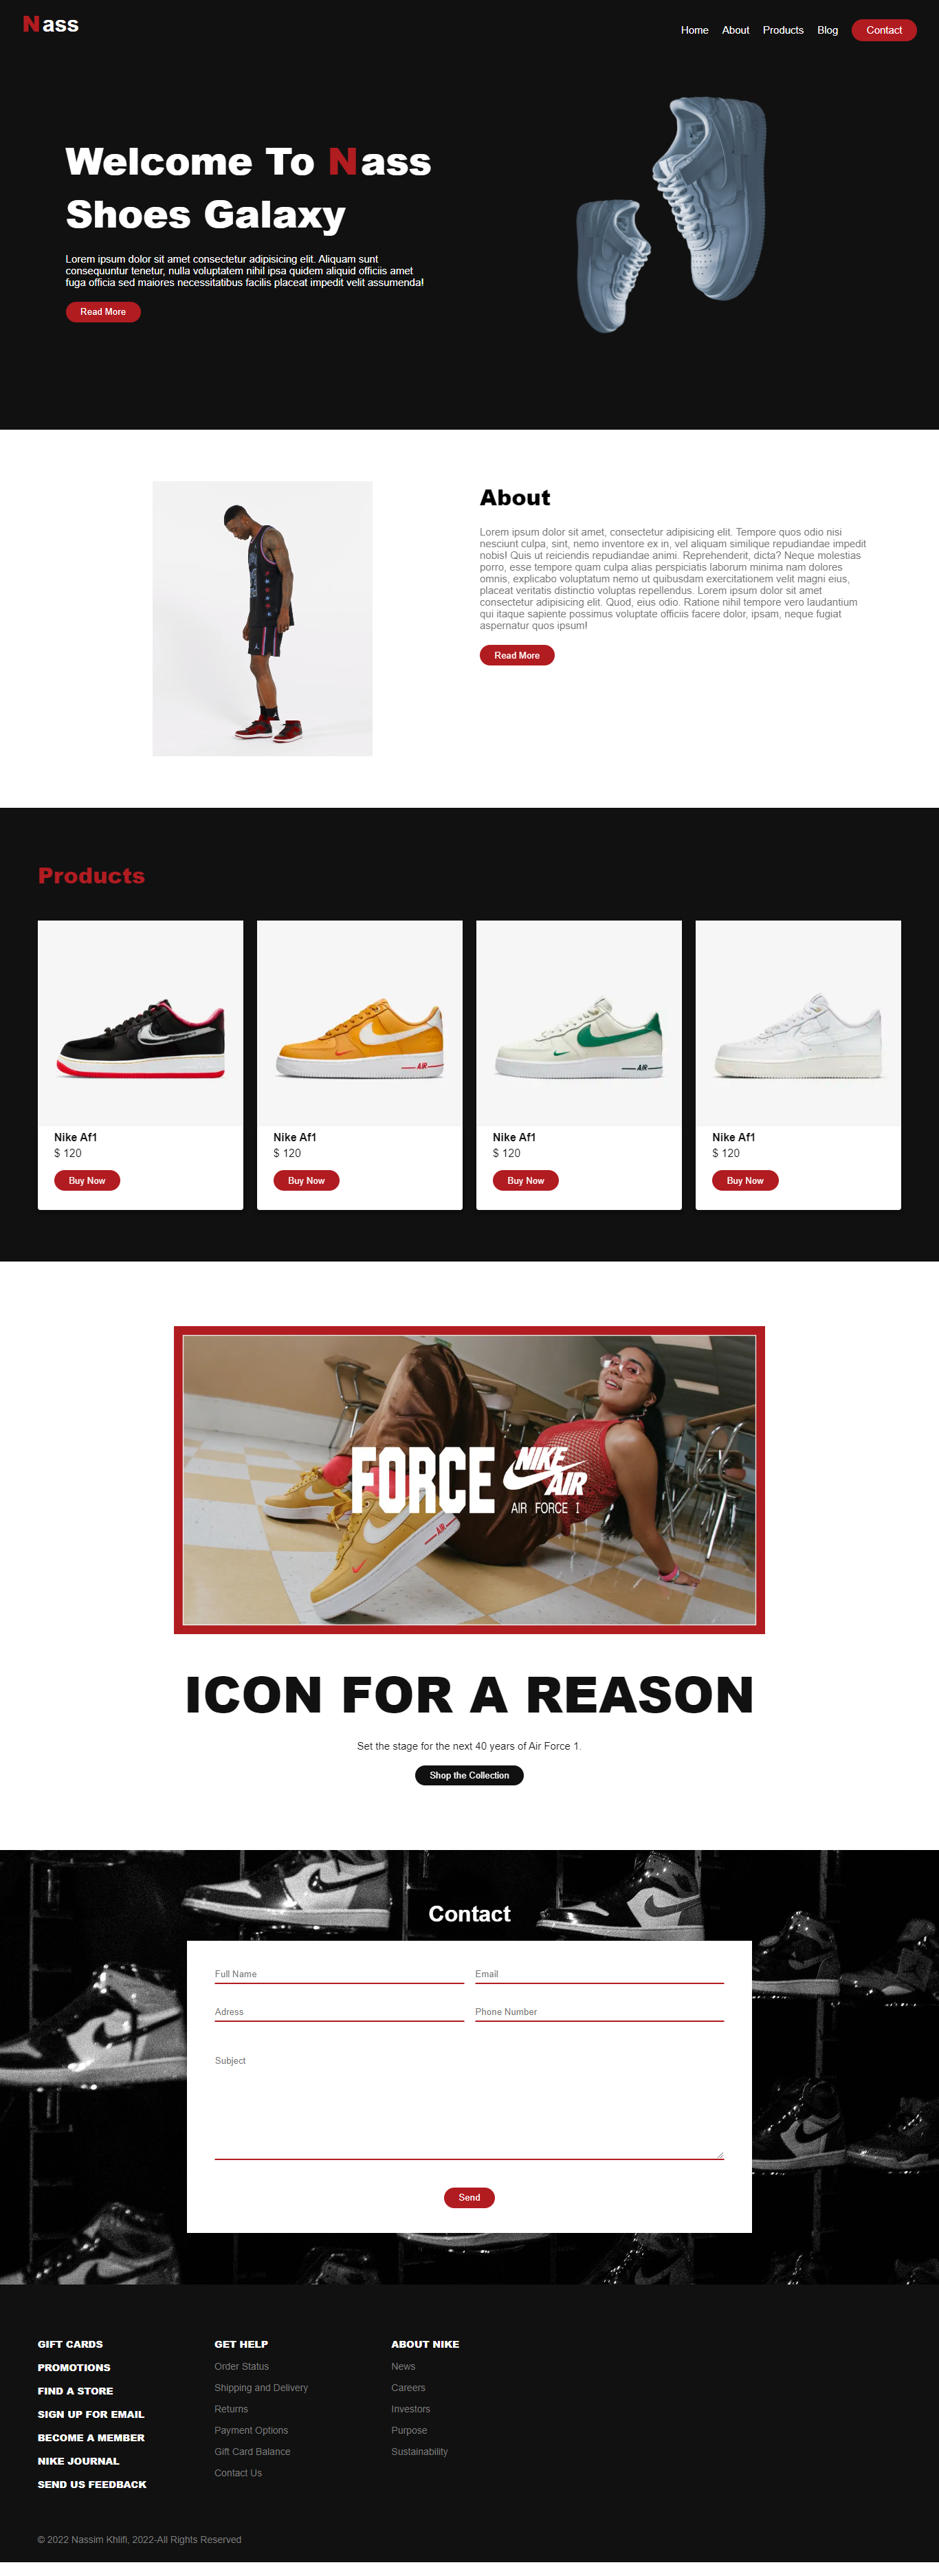 Nass
Home About Products Blog Contact
Welcome To Nass
Shoes Galaxy
Lorem ipsum dolor sit amet consectetur adipisicing elit. Aliquam sunt
consequuntur tenetur, nulla voluptatem nihil ipsa quidem aliquid officiis amet
fuga officia sed maiores necessitatibus facilis placeat impedit velit assumenda!
Read More
About
Lorem ipsum dolor sit amet, consectetur adipisicing elit. Tempore quos odio nisi
nesciunt culpa, sint, nemo inventore ex in, vel aliquam similique repudiandae impedit
nobis! Quis ut reiciendis repudiandae animi. Reprehenderit, dicta? Neque molestias
porro, esse tempore quam culpa alias perspiciatis laborum minima nam dolores
omnis, explicabo voluptatum nemo ut quibusdam exercitationem velit magni eius,
placeat veritatis distinctio voluptas repellendus. Lorem ipsum dolor sit amet
consectetur adipisicing elit. Quod, eius odio. Ratione nihil tempore vero laudantium
qui itaque sapiente possimus voluptate officiis facere dolor, ipsam, neque fugiat
aspernatur quos ipsum!
Read More
Products
AIR
AIR
Nike Af1 Nike Af1 Nike Af1 Nike Af1
$ 120 $ 120 $ 120 $ 120
Buy Now Buy Now Buy Now Buy Now
FORCE NIKE AIR
AIR FORCE 1
AIR
AIR
ICON FOR A REASON
Set the stage for the next 40 years of Air Force 1.
Shop the Collection
Contact
Full Name Email
Adress Phone Number
Subject
Send
GIFT CARDS
PROMOTIONS
FIND A STORE
SIGN UP FOR EMAIL
BECOME A MEMBER
NIKE JOURNAL
SEND US FEEDBACK
GET HELP
Order Status
Shipping and Delivery
Returns
Payment Options
Gift Card Balance
Contact Us
ABOUT NIKE
News
Careers
Investors
Purpose
Sustainability
© 2022 Nassim Khlifi, 2022-All Rights Reserved